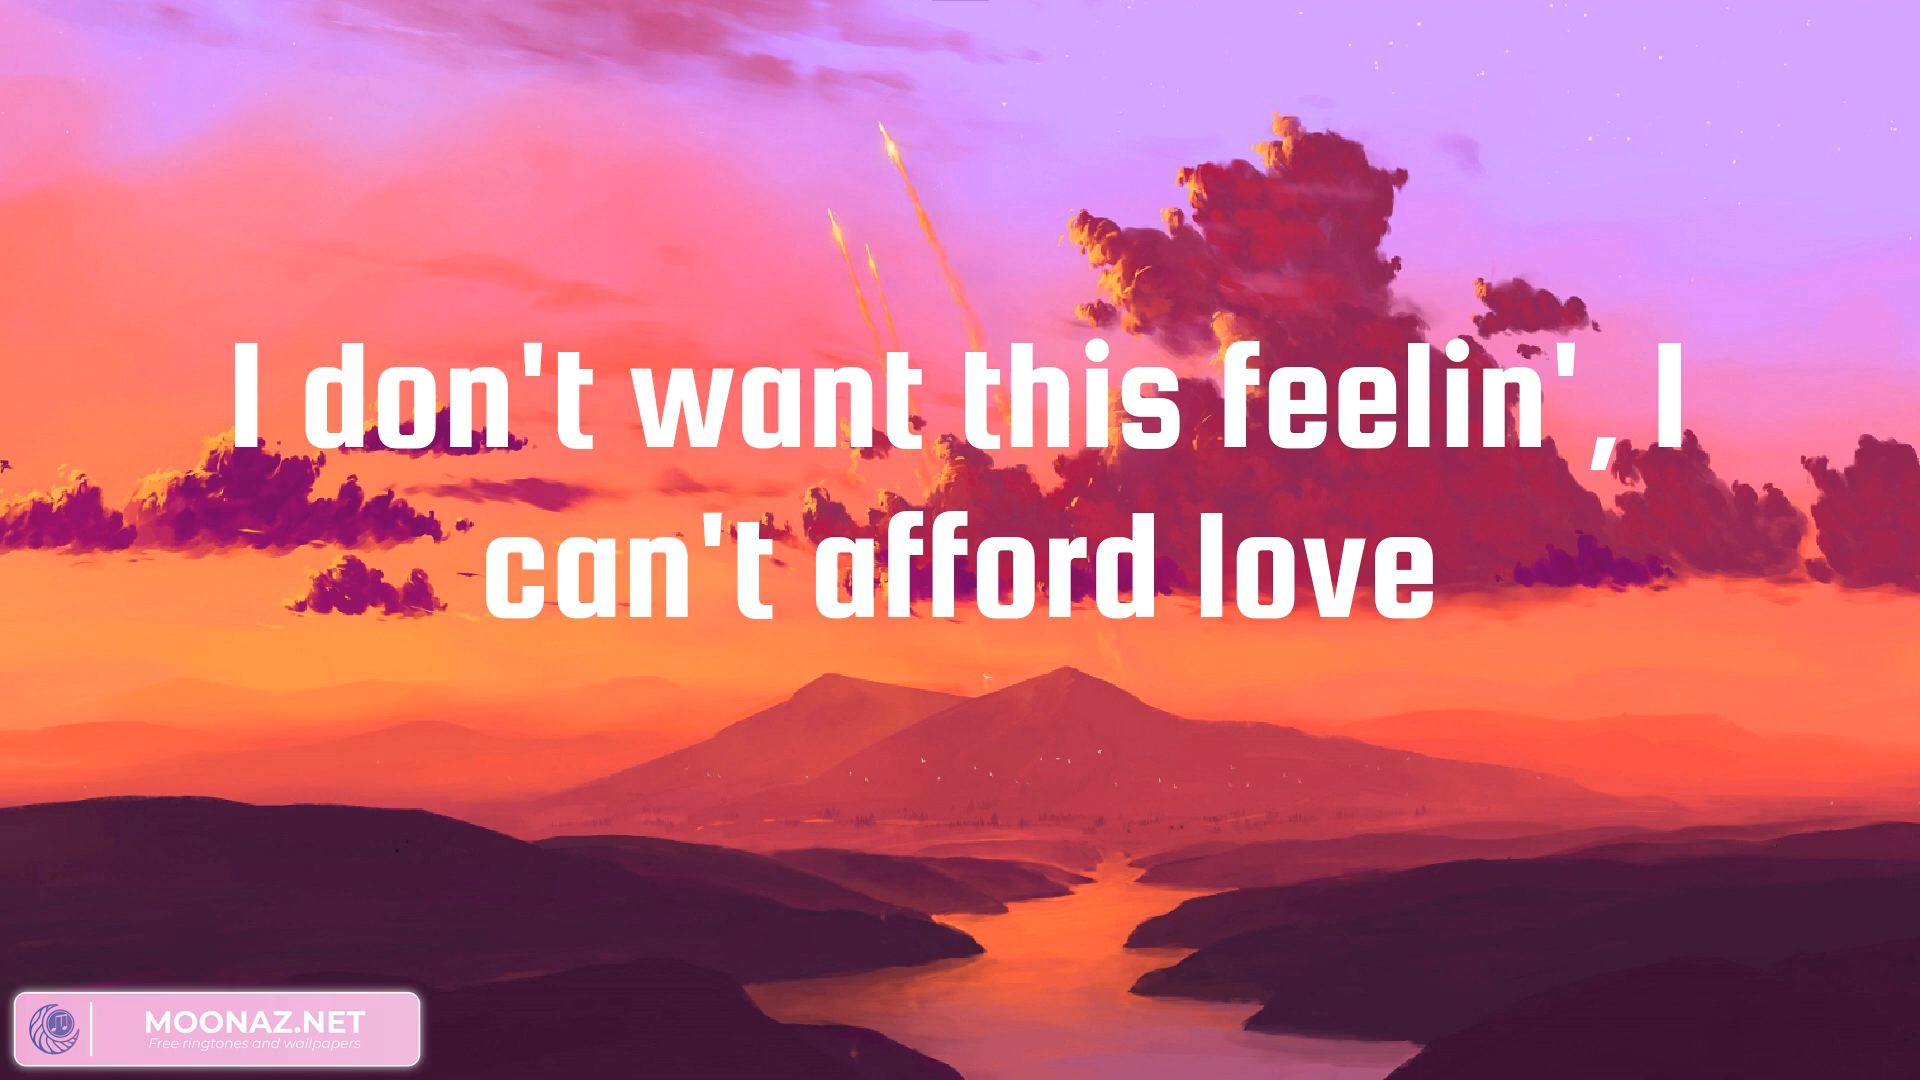 I don't want this feelin', I
can't afford love
MOONAZ.NET
Free ringtones and wallpapers